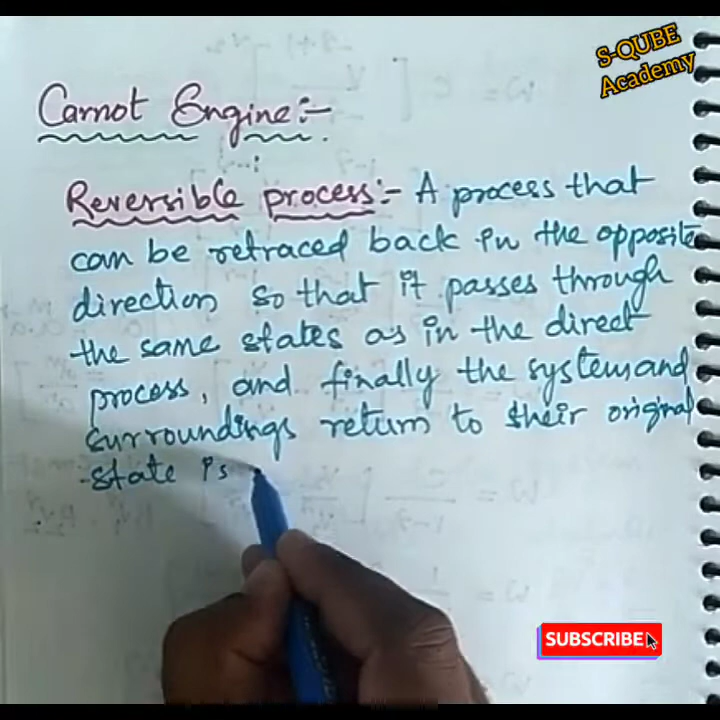 S-QUBE
Academy
Carnot Engine:-
Reversible process:- A process that
can be retraced back in the opposite
direction so that it passes through
the same states as in the direct
process, and finally the system and
surroundings return to their original
state is
SUBSCRIBE